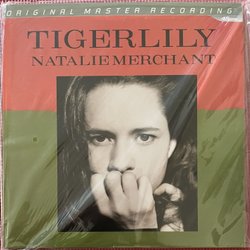 ORIGINAL MASTER RECORDING
TIGERLILY
NATALIE MERCHANT